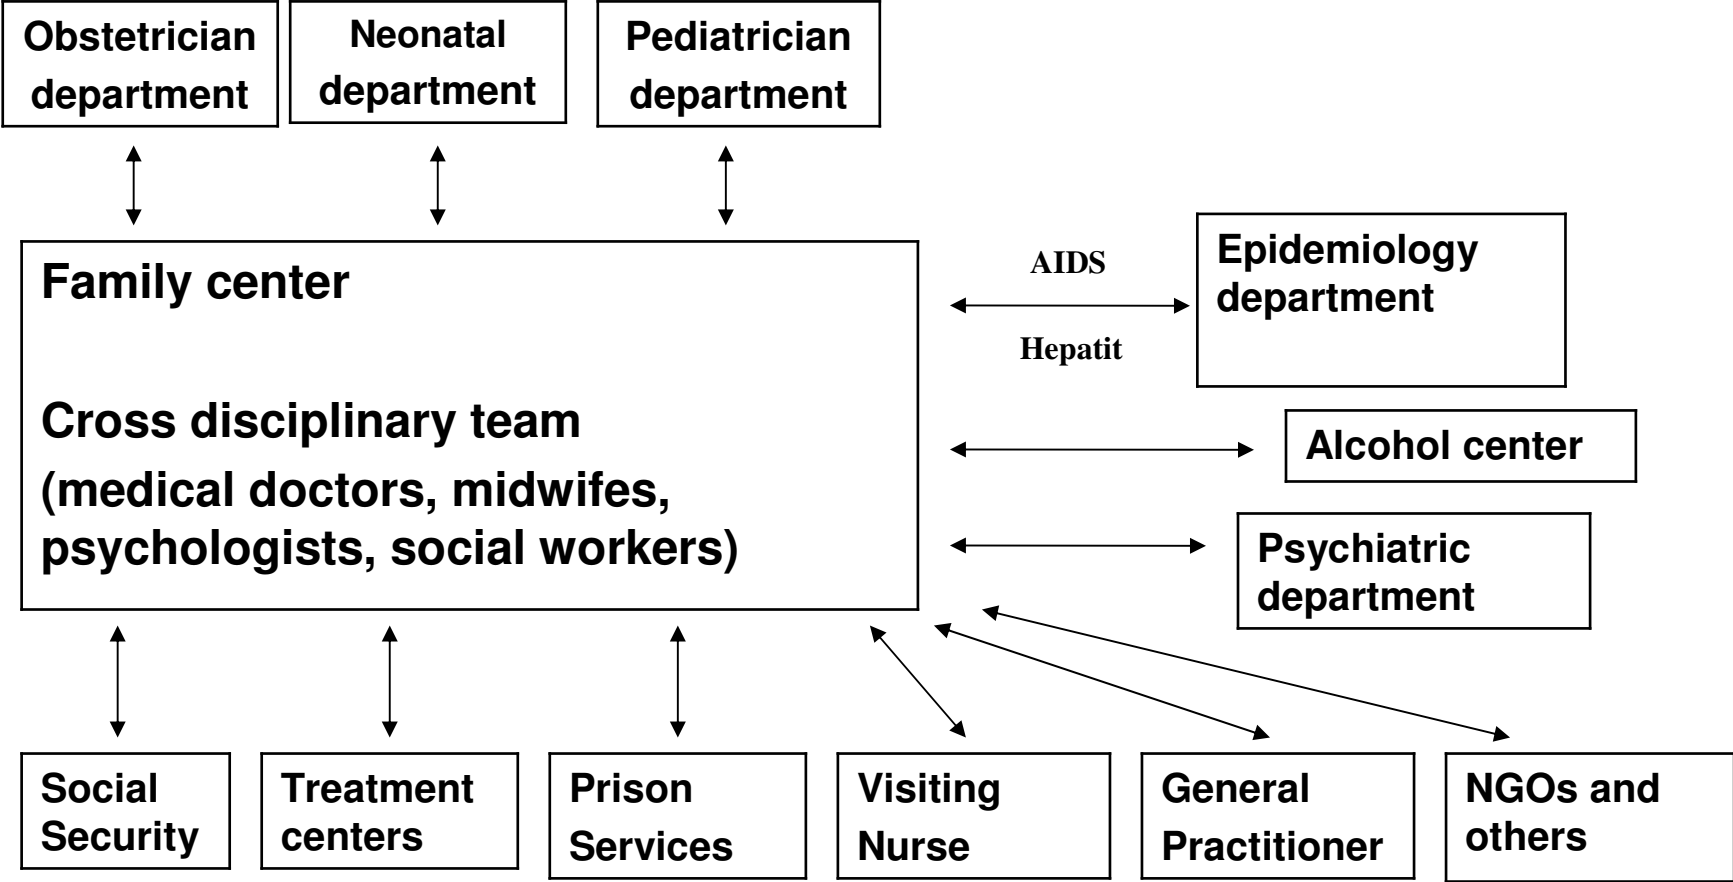 Obstetrician
department
Neonatal
department
Pediatrician
department
Family center
Cross disciplinary team
(medical doctors, midwifes,
psychologists, social workers)
AIDS
Hepatit
Epidemiology
department
Alcohol center
Psychiatric
department
Social
Security
Treatment
centers
Prison
Services
Visiting
Nurse
General
Practitioner
NGOs and
others